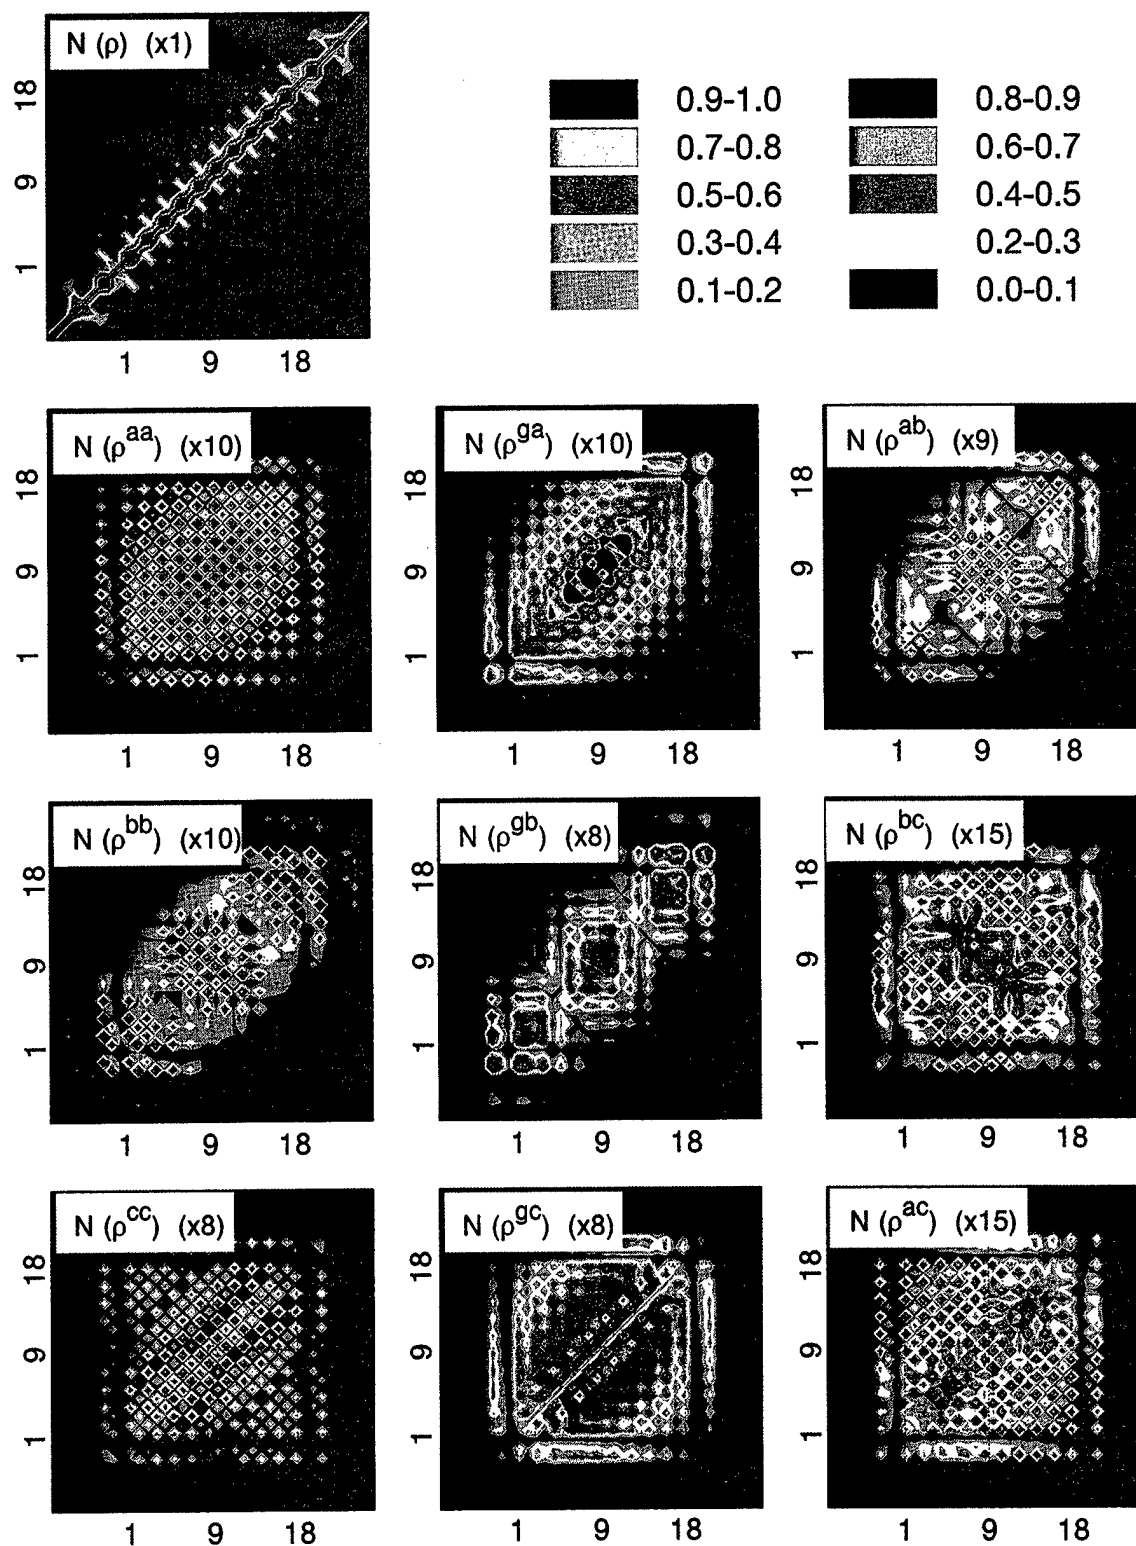 N (ρ) (x1)
18
9
1
1 9 18
0.9-1.0 0.8-0.9
0.7-0.8 0.6-0.7
0.5-0.6 0.4-0.5
0.3-0.4 0.2-0.3
0.1-0.2 0.0-0.1
N (ρ^aa) (x10)
18
9
1
1 9 18
N (ρ^ga) (x10)
18
9
1
1 9 18
N (ρ^ab) (x9)
18
9
1
1 9 18
N (ρ^bb) (x10)
18
9
1
1 9 18
N (ρ^gb) (x8)
18
9
1
1 9 18
N (ρ^bc) (x15)
18
9
1
1 9 18
N (ρ^cc) (x8)
18
9
1
1 9 18
N (ρ^gc) (x8)
18
9
1
1 9 18
N (ρ^ac) (x15)
18
9
1
1 9 18